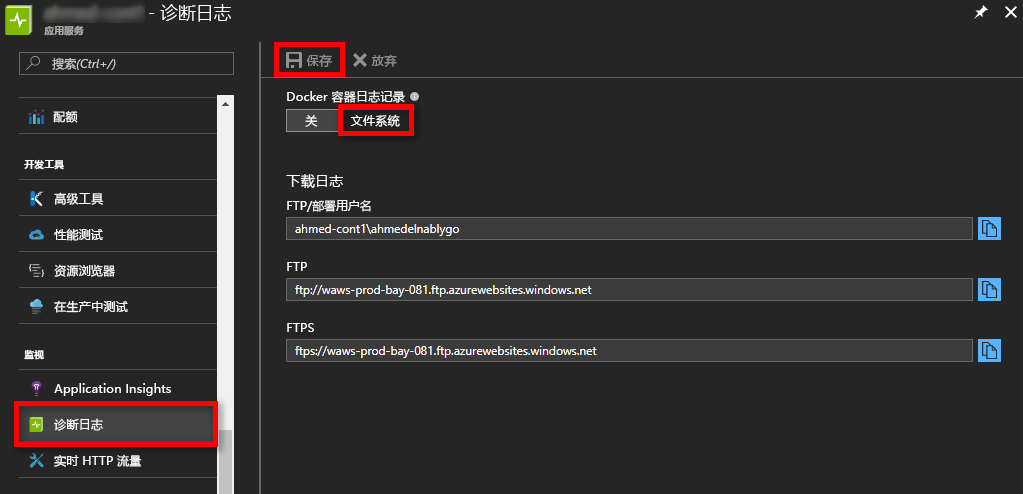 ahmed-cont1 - 诊断日志
应用服务
搜索(Ctrl+/)
配额
开发工具
高级工具
性能测试
资源浏览器
在生产中测试
监视
Application Insights
诊断日志
实时 HTTP 流量
保存 放弃
Docker 容器日志记录
关 文件系统
下载日志
FTP/部署用户名
ahmed-cont1\ahmedelnablygo
FTP
ftp://waws-prod-bay-081.ftp.azurewebsites.windows.net
FTPS
ftps://waws-prod-bay-081.ftp.azurewebsites.windows.net